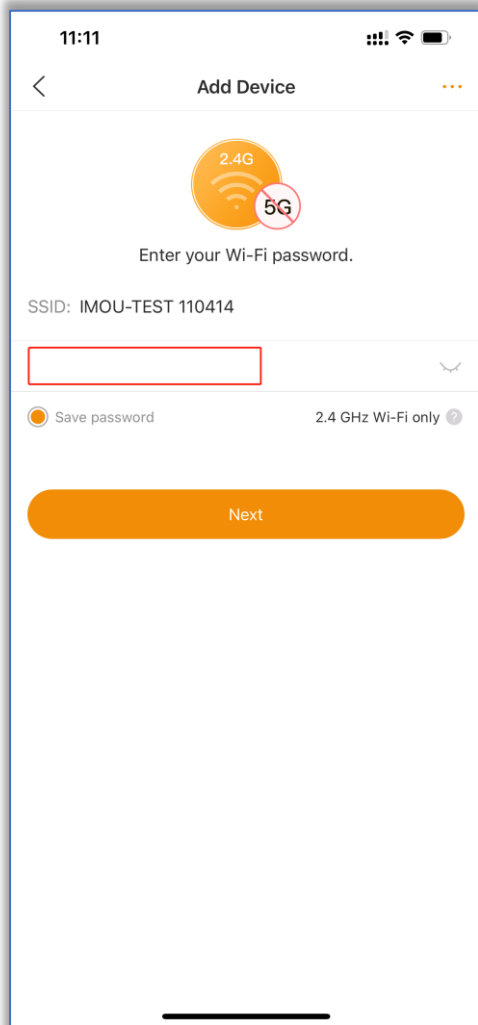 11:11
Add Device
2.4G
5G
Enter your Wi-Fi password.
SSID: IMOU-TEST 110414
Save password 2.4 GHz Wi-Fi only ?
Next